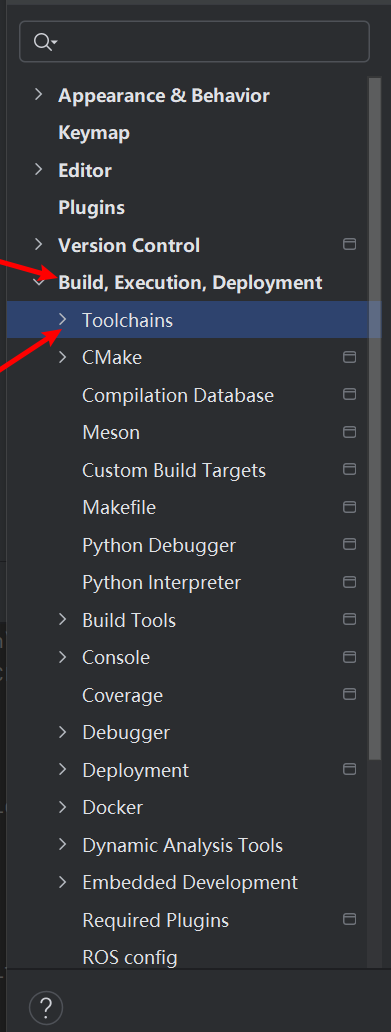 Appearance & Behavior
Keymap
Editor
Plugins
Version Control
Build, Execution, Deployment
Toolchains
CMake
Compilation Database
Meson
Custom Build Targets
Makefile
Python Debugger
Python Interpreter
Build Tools
Console
Coverage
Debugger
Deployment
Docker
Dynamic Analysis Tools
Embedded Development
Required Plugins
ROS config
?